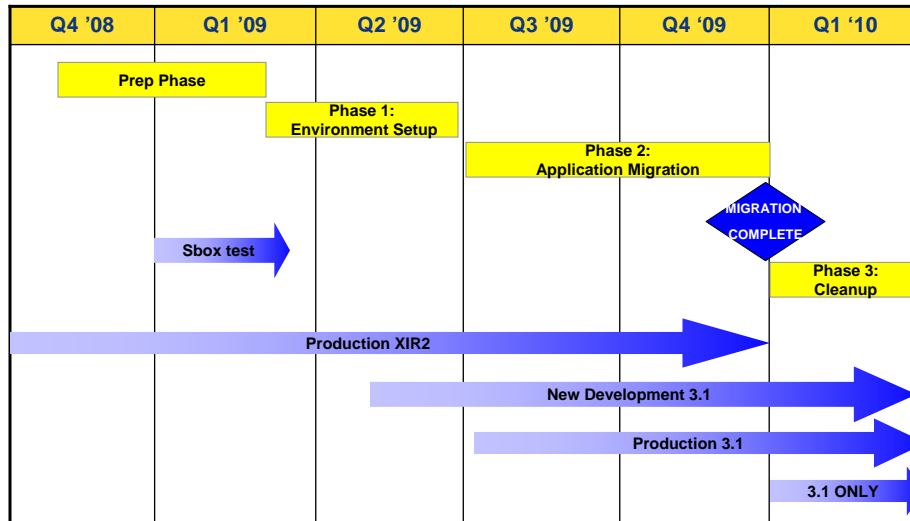 Q4 '08
Q1 '09
Q2 '09
Q3 '09
Q4 ‘09
Q1 ‘10
Prep Phase
Phase 1:
Environment Setup
Phase 2:
Application Migration
MIGRATION
COMPLETE
Sbox test
Phase 3:
Cleanup
Production XIR2
New Development 3.1
Production 3.1
3.1 ONLY